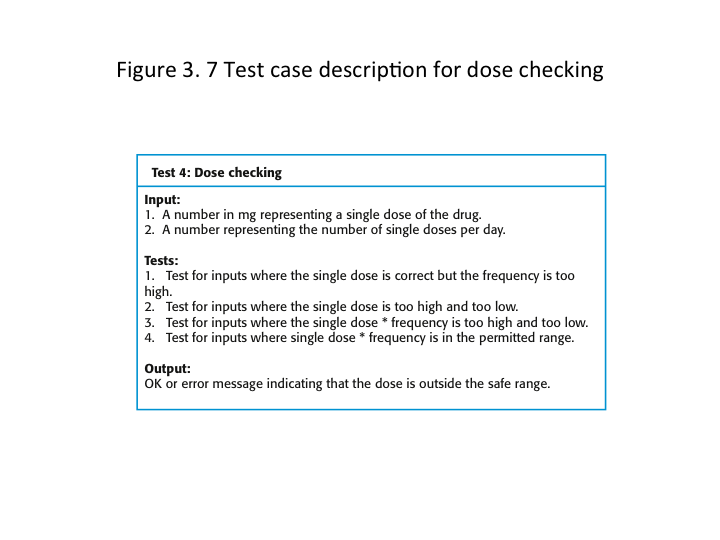 Figure 3. 7 Test case description for dose checking
Test 4: Dose checking
Input:
1. A number in mg representing a single dose of the drug.
2. A number representing the number of single doses per day.
Tests:
1. Test for inputs where the single dose is correct but the frequency is too
high.
2. Test for inputs where the single dose is too high and too low.
3. Test for inputs where the single dose * frequency is too high and too low.
4. Test for inputs where single dose * frequency is in the permitted range.
Output:
OK or error message indicating that the dose is outside the safe range.